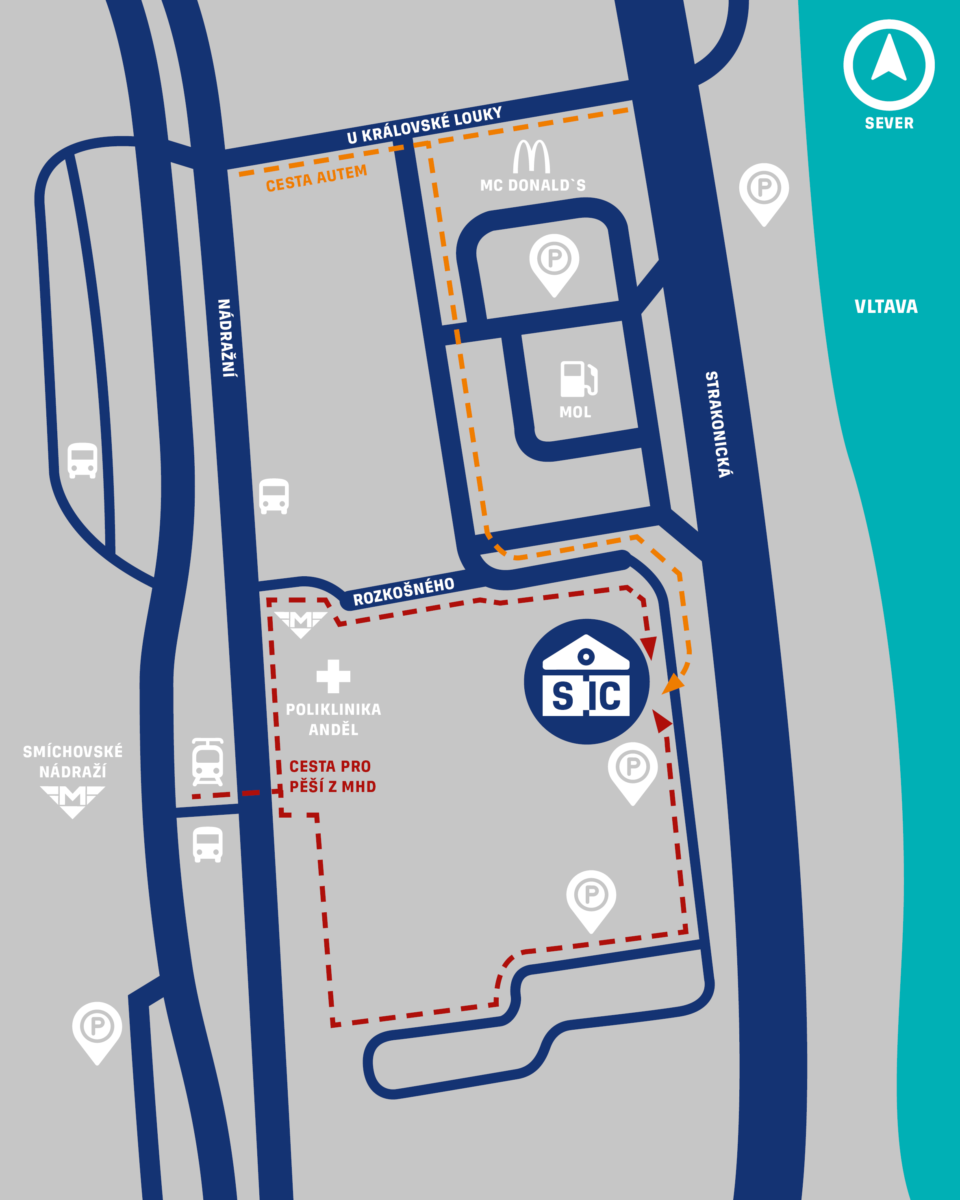 SEVER
U KRÁLOVSKÉ LOUKY
CESTA AUTEM
MC DONALD`S
P
P
VLTAVA
NÁDRAŽNÍ
MOL
STRAKONICKÁ
ROZKOŠNÉHO
M
S IC
POLIKLINIKA
ANDĚL
SMÍCHOVSKÉ
NÁDRAŽÍ
M
CESTA PRO
PĚŠÍ Z MHD
P
P
P